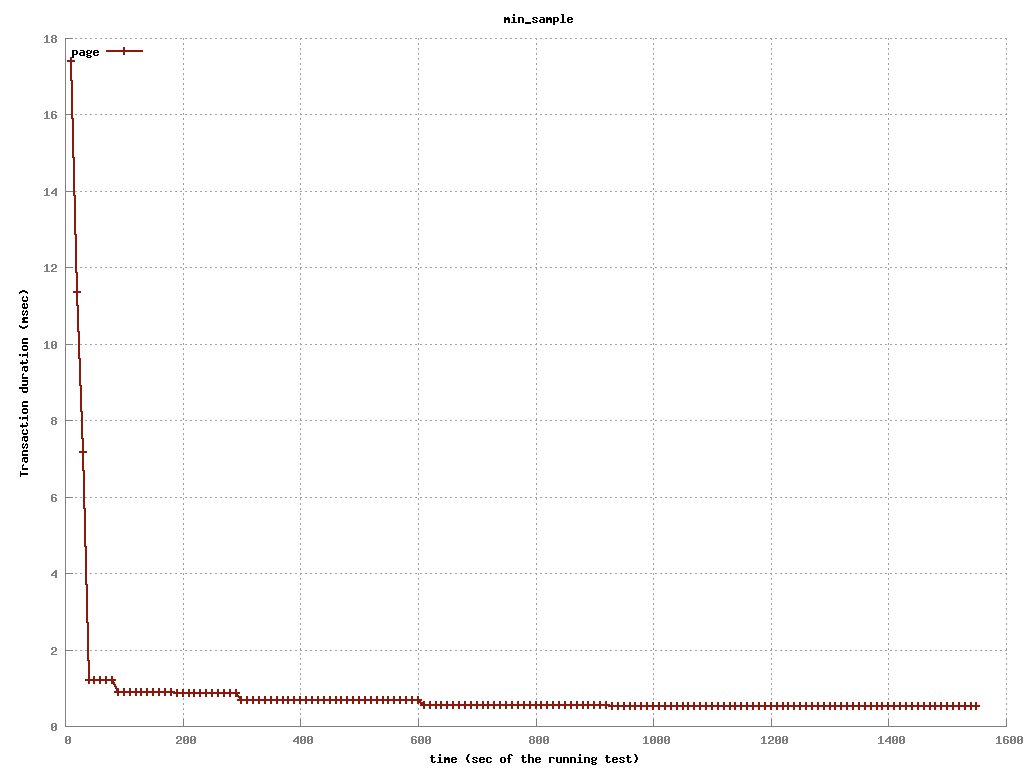 min_sample
page
18
16
14
12
10
8
6
4
2
0
Transaction duration (msec)
0 200 400 600 800 1000 1200 1400 1600
time (sec of the running test)